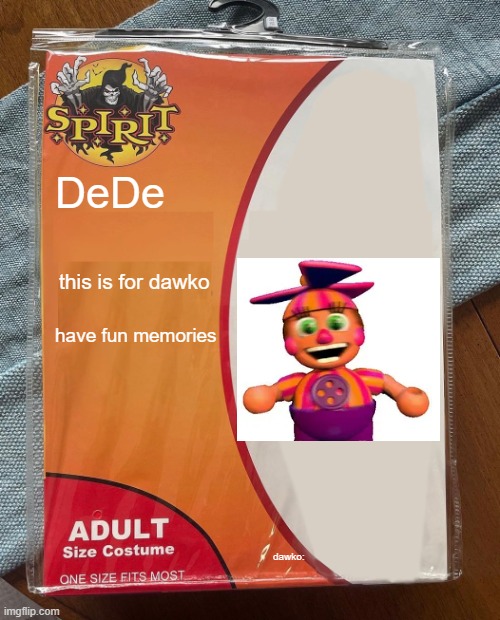 SPIRIT
DeDe
this is for dawko
have fun memories
ADULT
Size Costume
ONE SIZE FITS MOST
dawko:
imgflip.com